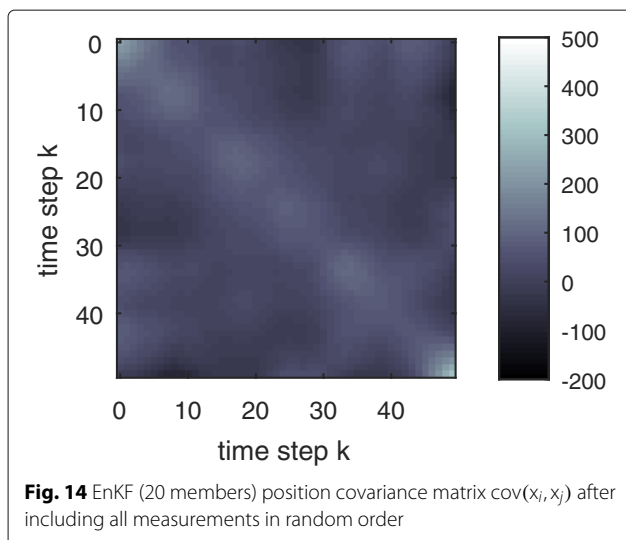 0
10
20
30
40
time step k
0 10 20 30 40
time step k
500
400
300
200
100
0
-100
-200
Fig. 14 EnKF (20 members) position covariance matrix cov(xᵢ, xⱼ) after
including all measurements in random order